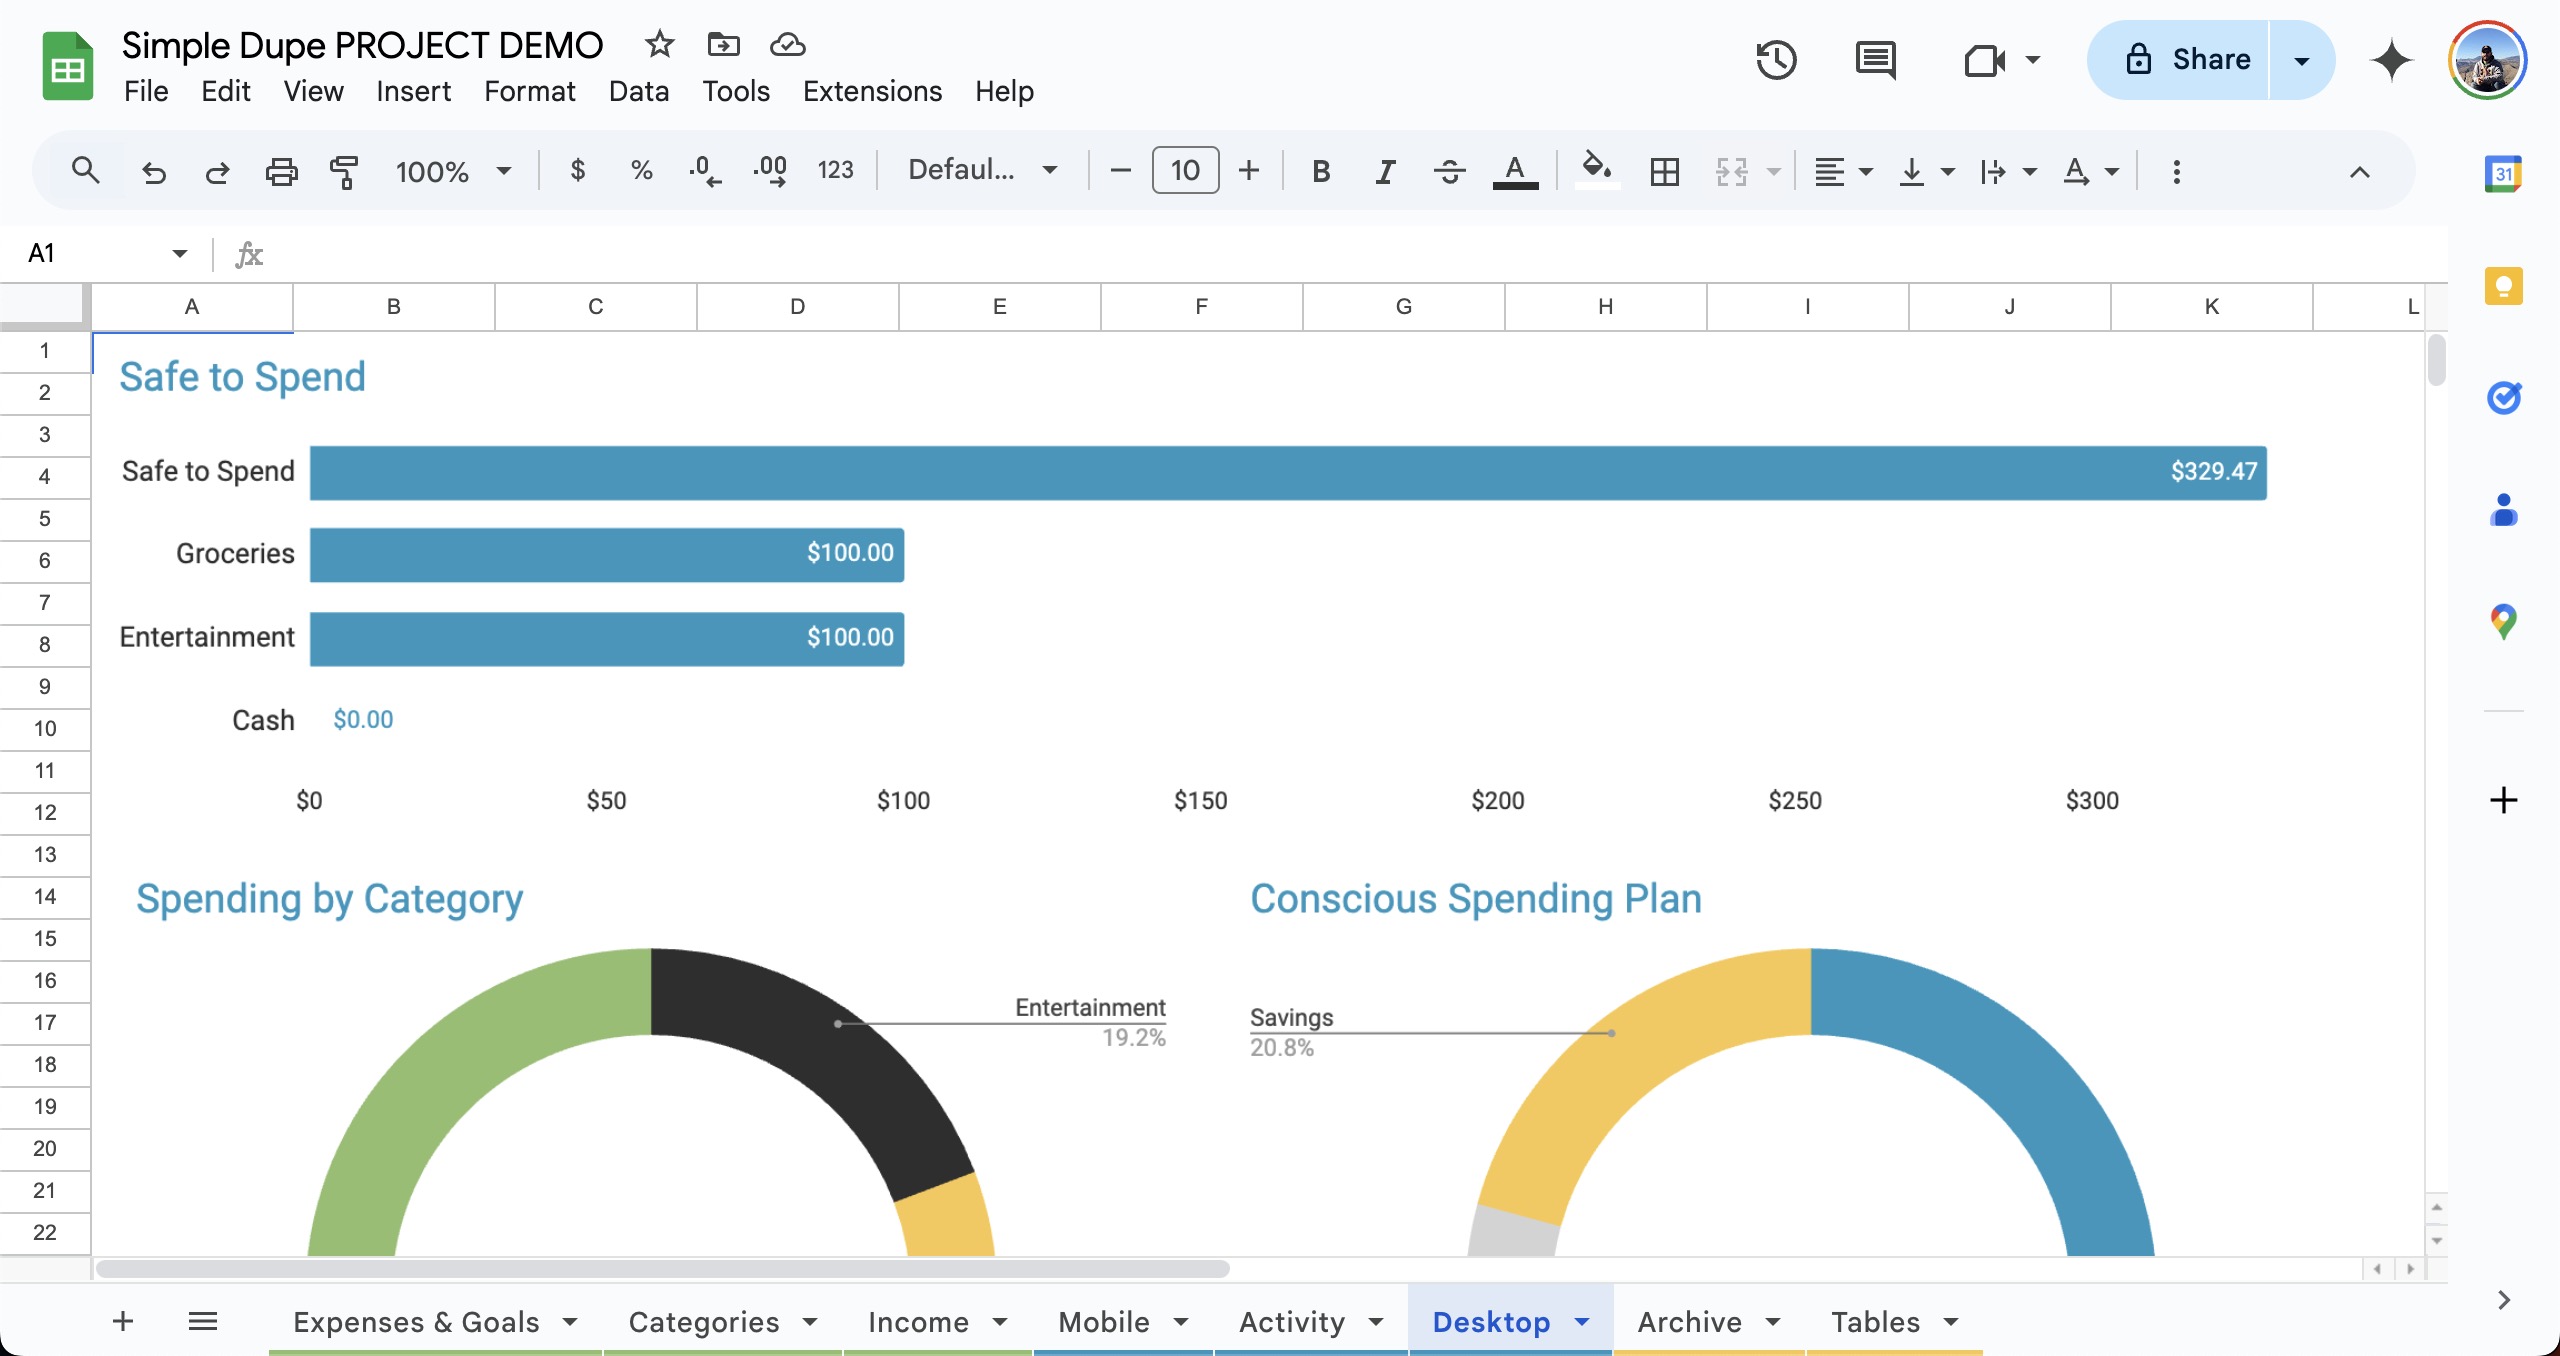 Simple Dupe PROJECT DEMO
File Edit View Insert Format Data Tools Extensions Help
Share
100% $ % .0 .00 123 Defaul... 10 B I S A A
31
A1 fx
A B C D E F G H I J K L
1
Safe to Spend
2
3
Safe to Spend $329.47
4
5
Groceries $100.00
6
7
Entertainment $100.00
8
9
Cash $0.00
10
11
$0 $50 $100 $150 $200 $250 $300
12
13
14
Spending by Category Conscious Spending Plan
15
16
Entertainment
19.2%
Savings
20.8%
17
18
19
20
21
22
Expenses & Goals Categories Income Mobile Activity Desktop Archive Tables